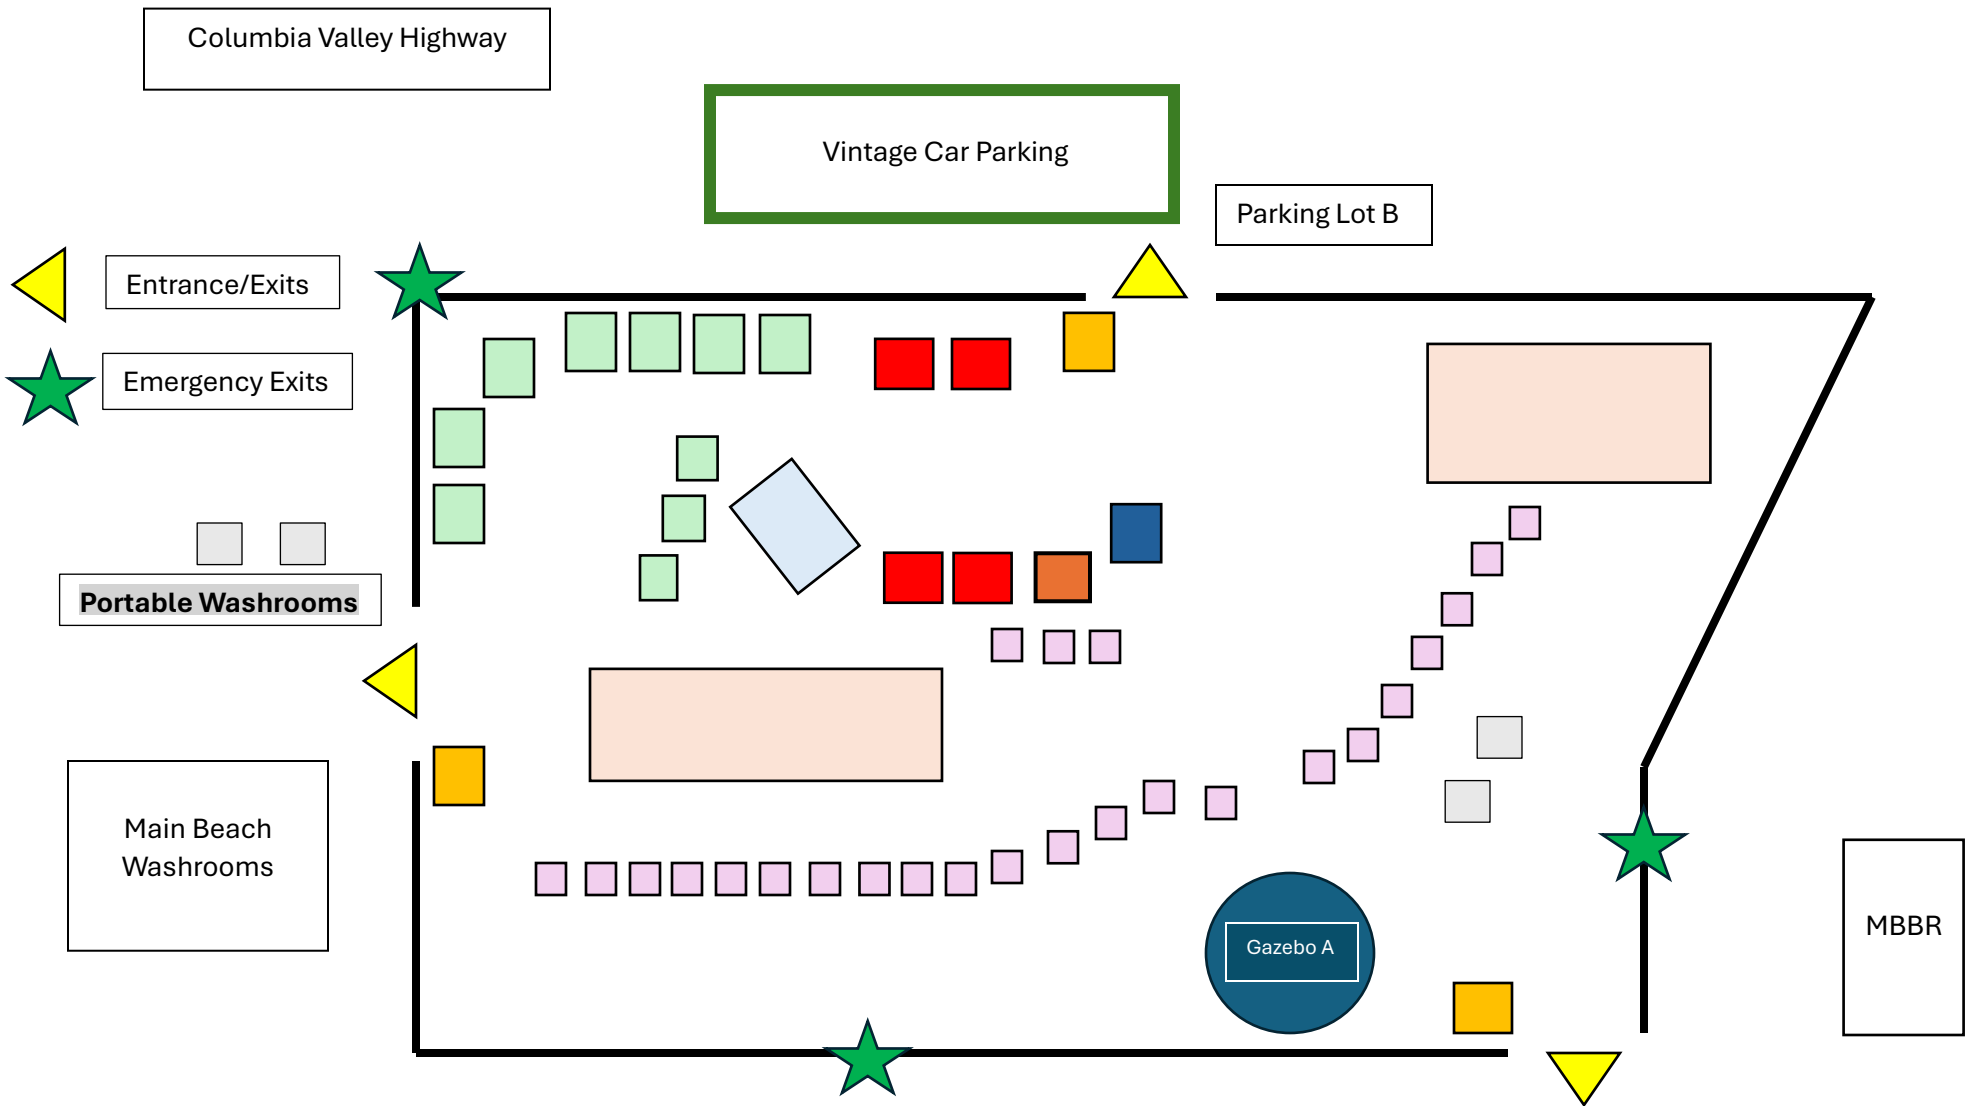 Columbia Valley Highway
Vintage Car Parking
Parking Lot B
Entrance/Exits
Emergency Exits
Portable Washrooms
Main Beach
Washrooms
MBBR
Gazebo A